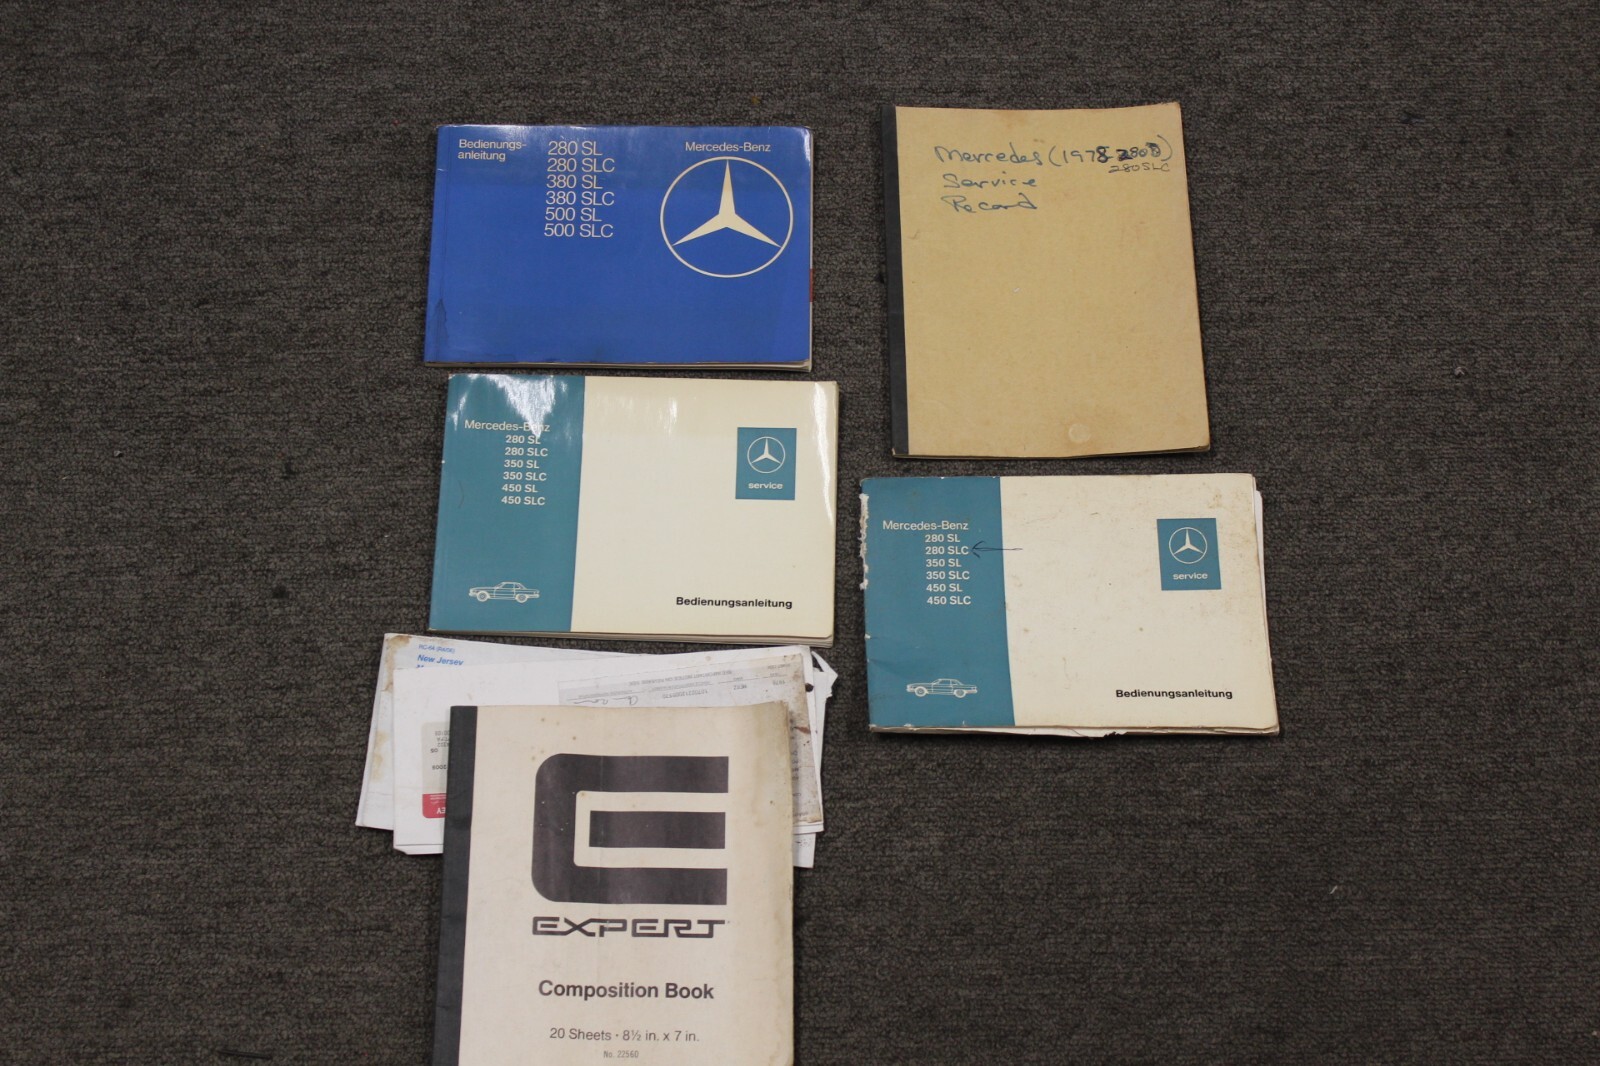 Bedienungs-
anleitung
280 SL
280 SLC
380 SL
380 SLC
500 SL
500 SLC
Mercedes-Benz
Mercedes (1978
280SLC
Service
Record
Mercedes-Benz
280 SL
280 SLC
350 SL
350 SLC
450 SL
450 SLC
service
Bedienungsanleitung
Mercedes-Benz
280 SL
280 SLC
350 SL
350 SLC
450 SL
450 SLC
service
Bedienungsanleitung
New Jersey
EXPERT
Composition Book
20 Sheets · 8½ in. x 7 in.
No. 22560